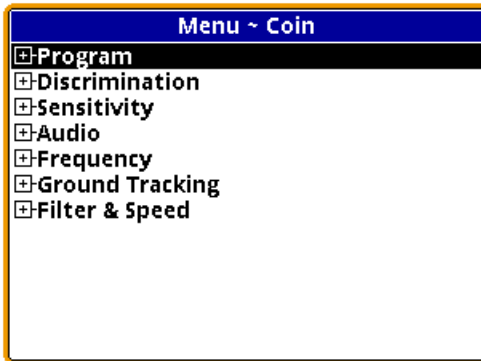 Menu ~ Coin
Program
Discrimination
Sensitivity
Audio
Frequency
Ground Tracking
Filter & Speed